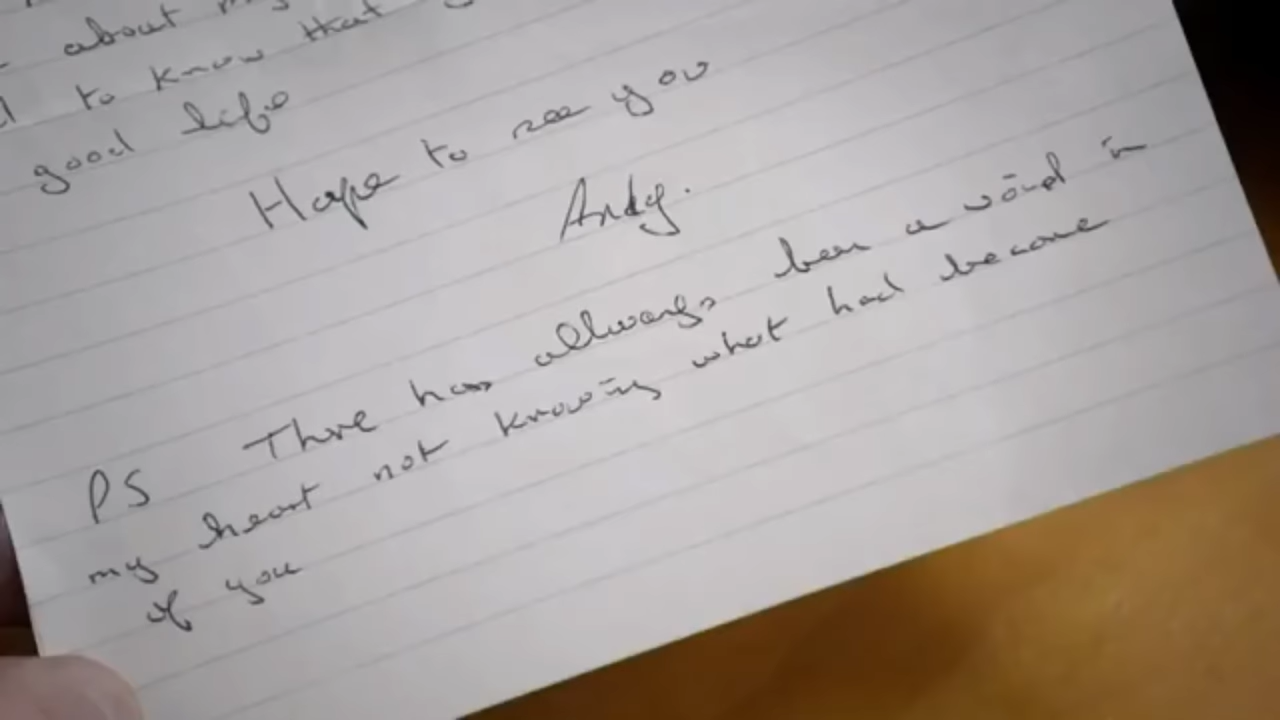 about my
to know that
good life
Hope to see you
Andy.
PS There has always been a void in
my heart not knowing what had become
of you